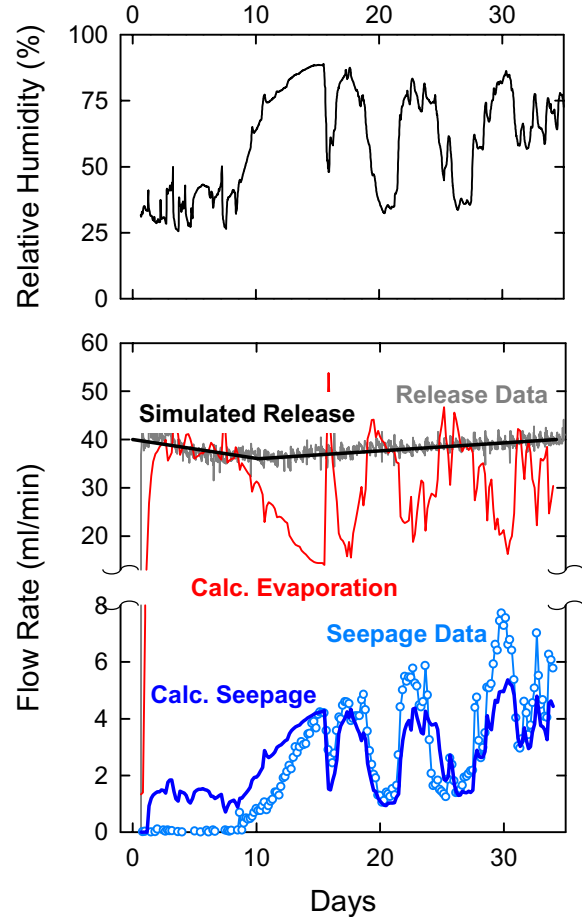 0 10 20 30
Relative Humidity (%)
100
75
50
25
0
60
50
40
30
20
Release Data
Simulated Release
Calc. Evaporation
Flow Rate (ml/min)
8
6
4
2
0
Seepage Data
Calc. Seepage
0 10 20 30
Days